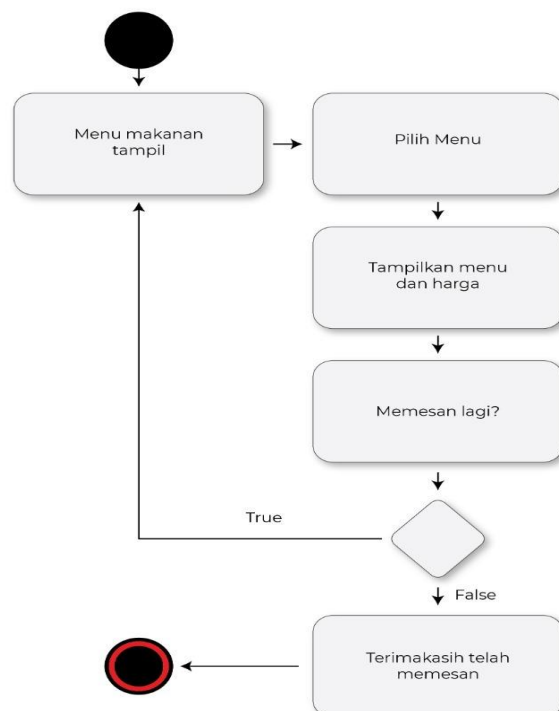 Menu makanan
tampil
Pilih Menu
Tampilkan menu
dan harga
Memesan lagi?
True
False
Terimakasih telah
memesan